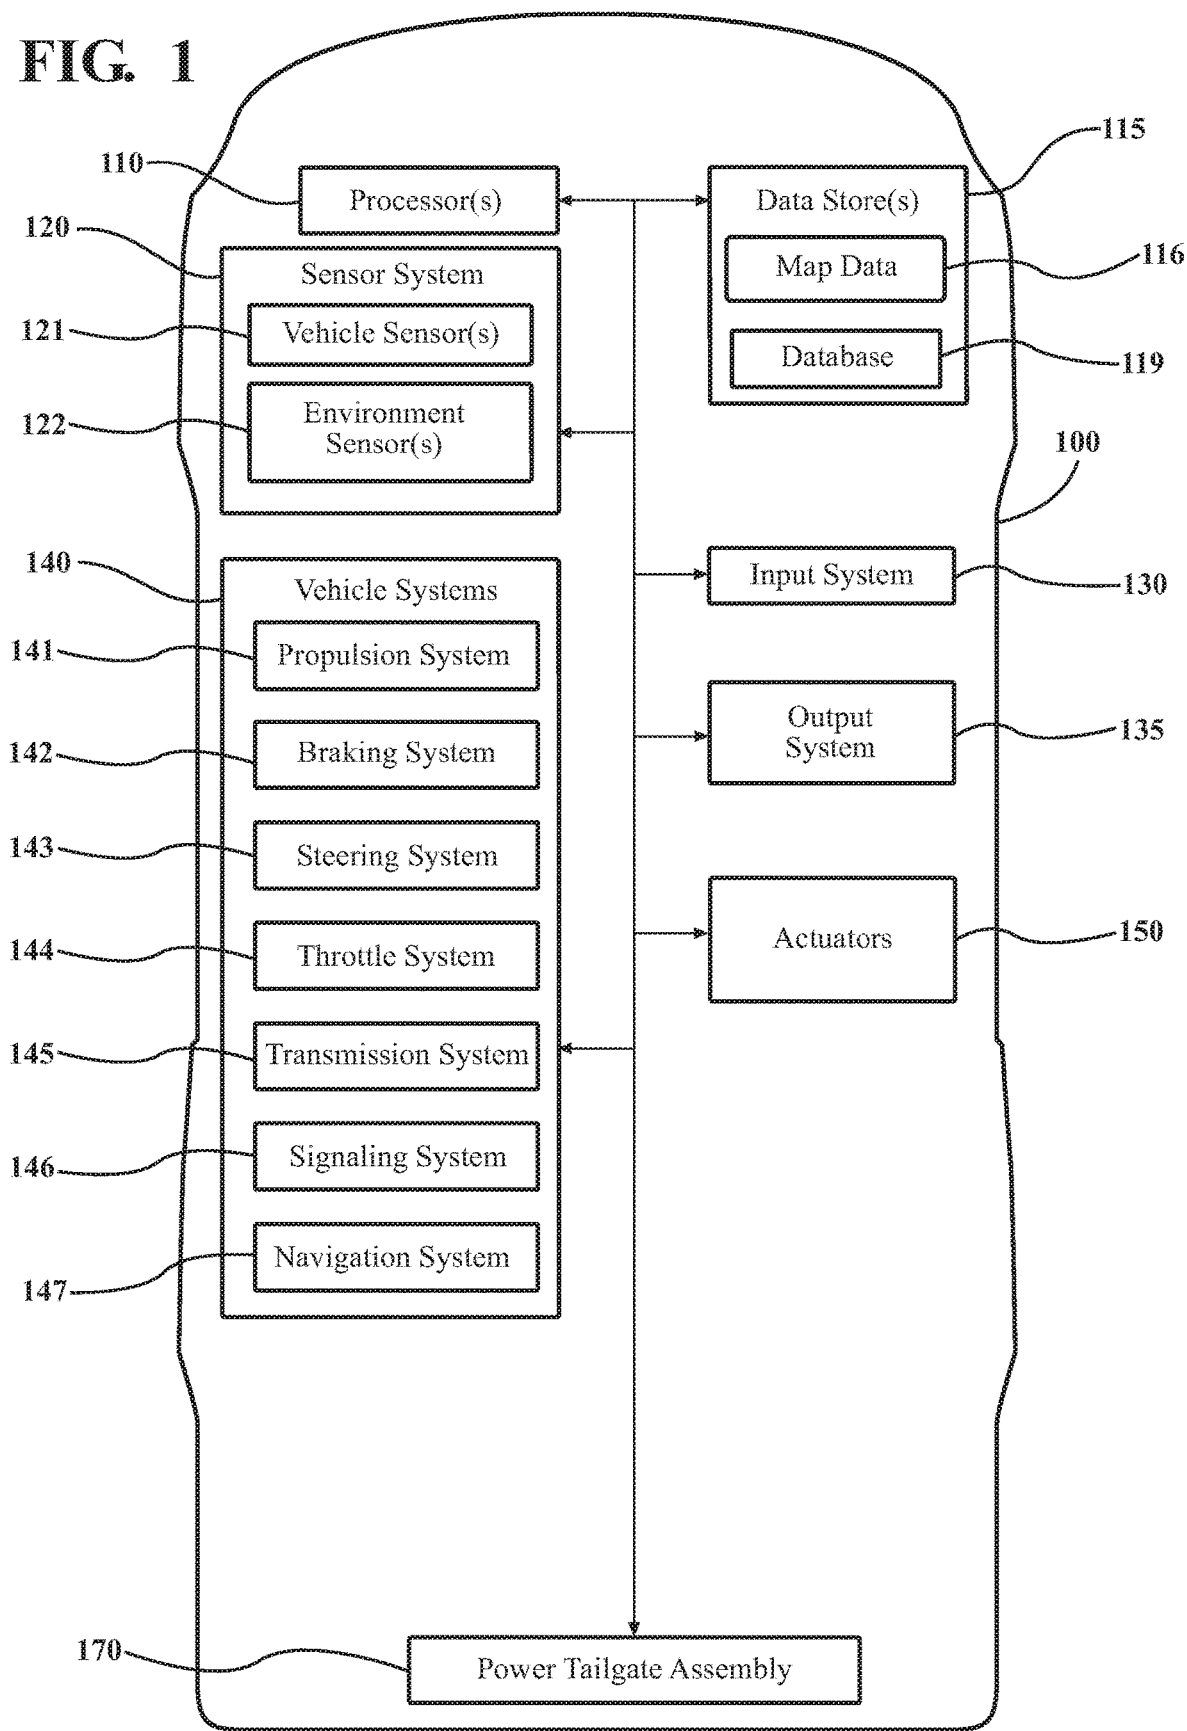 FIG. 1
110
Processor(s)
115
Data Store(s)
116
Map Data
119
Database
120
Sensor System
121
Vehicle Sensor(s)
122
Environment
Sensor(s)
100
130
Input System
135
Output
System
150
Actuators
140
Vehicle Systems
141
Propulsion System
142
Braking System
143
Steering System
144
Throttle System
145
Transmission System
146
Signaling System
147
Navigation System
170
Power Tailgate Assembly